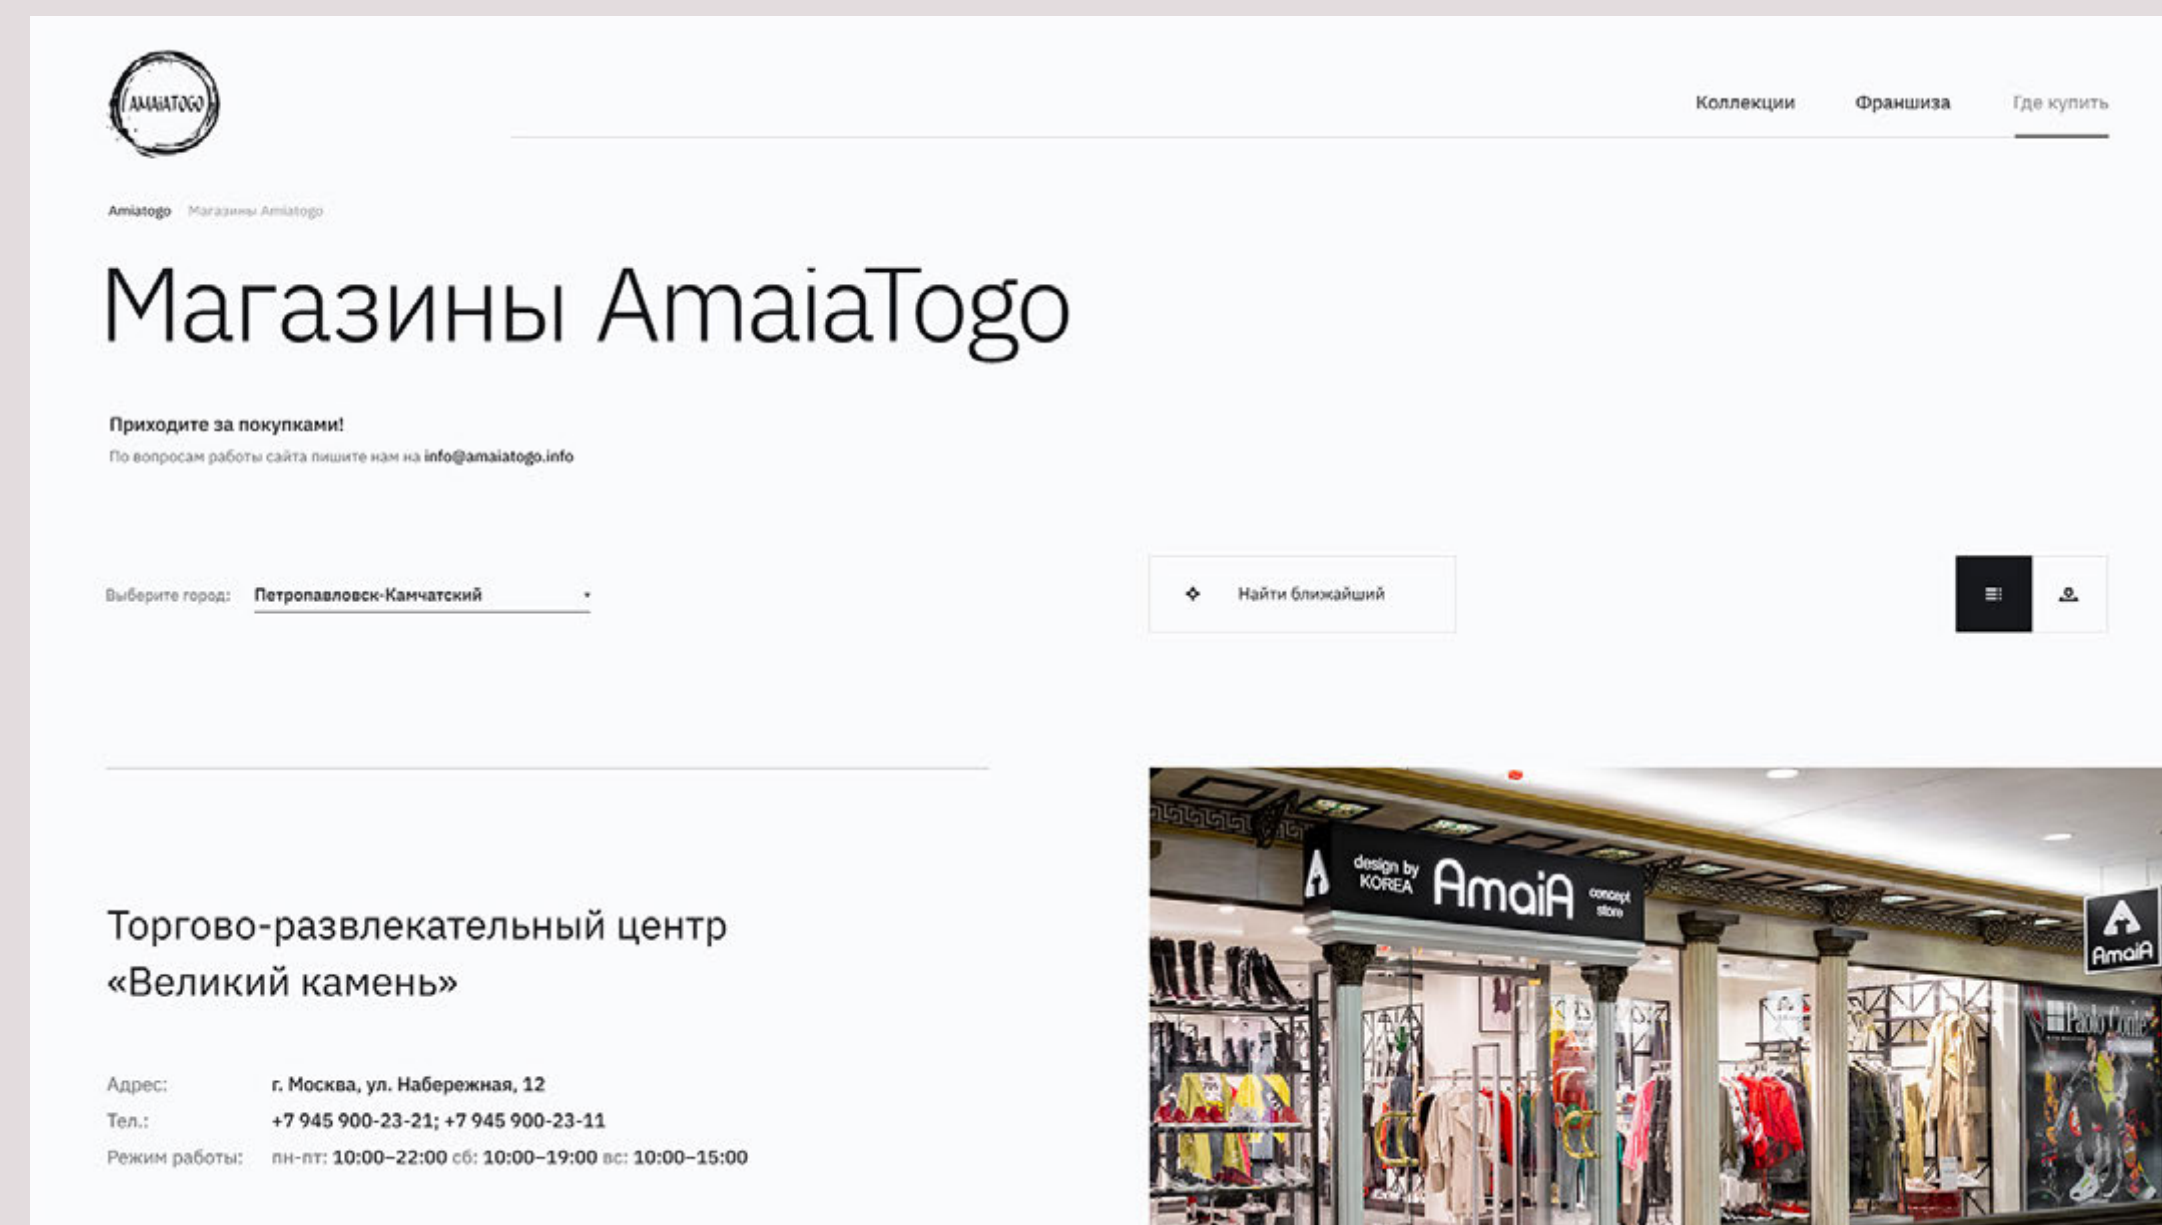 AMAIATOGO
Коллекции Франшиза Где купить
Amiatogo Магазины Amiatogo
Магазины AmaiaTogo
Приходите за покупками!
По вопросам работы сайта пишите нам на info@amaiatogo.info
Выберите город: Петропавловск-Камчатский
Найти ближайший
Торгово-развлекательный центр
«Великий камень»
Адрес: г. Москва, ул. Набережная, 12
Тел.: +7 945 900-23-21; +7 945 900-23-11
Режим работы: пн-пт: 10:00–22:00 сб: 10:00–19:00 вс: 10:00–15:00
design by
KOREA
AmaiA
concept
store
AmaiA
Paolo Conte